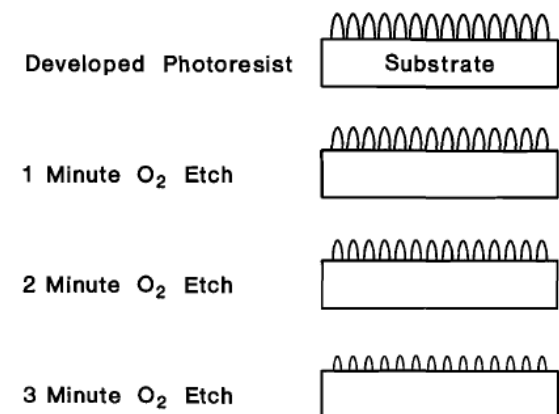 Developed Photoresist
Substrate
1 Minute O₂ Etch
2 Minute O₂ Etch
3 Minute O₂ Etch